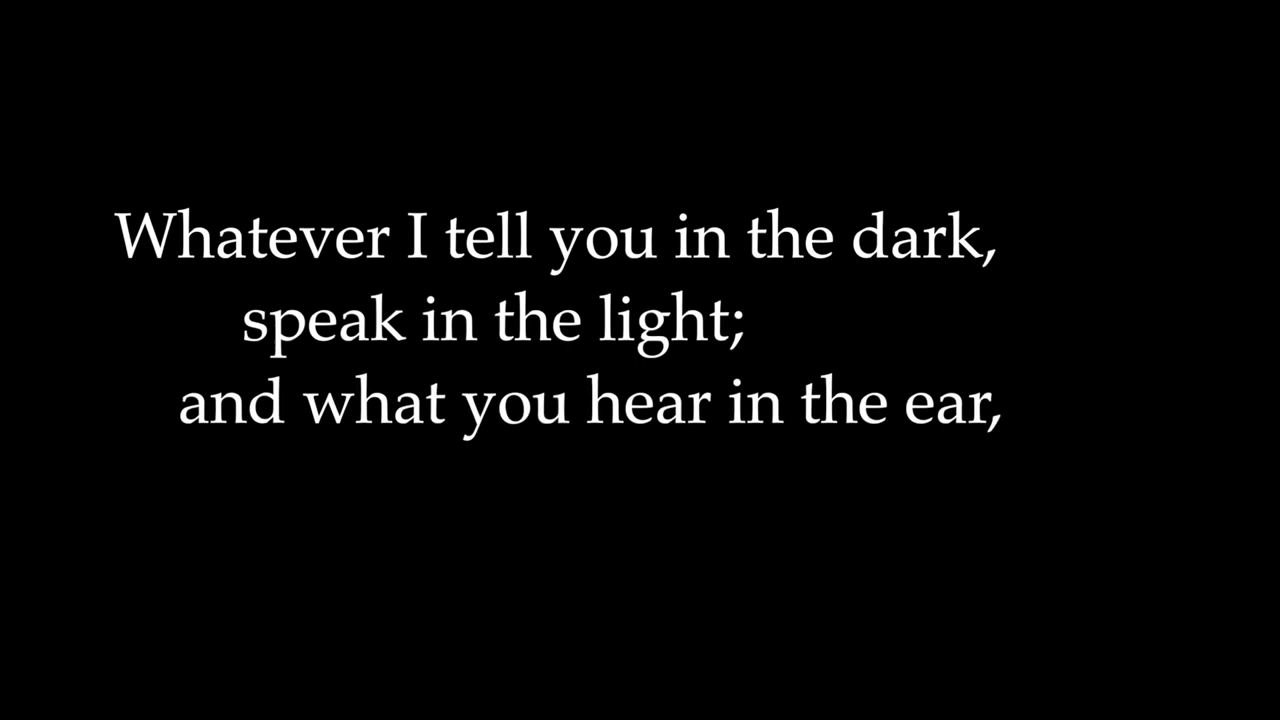 Whatever I tell you in the dark,
speak in the light;
and what you hear in the ear,